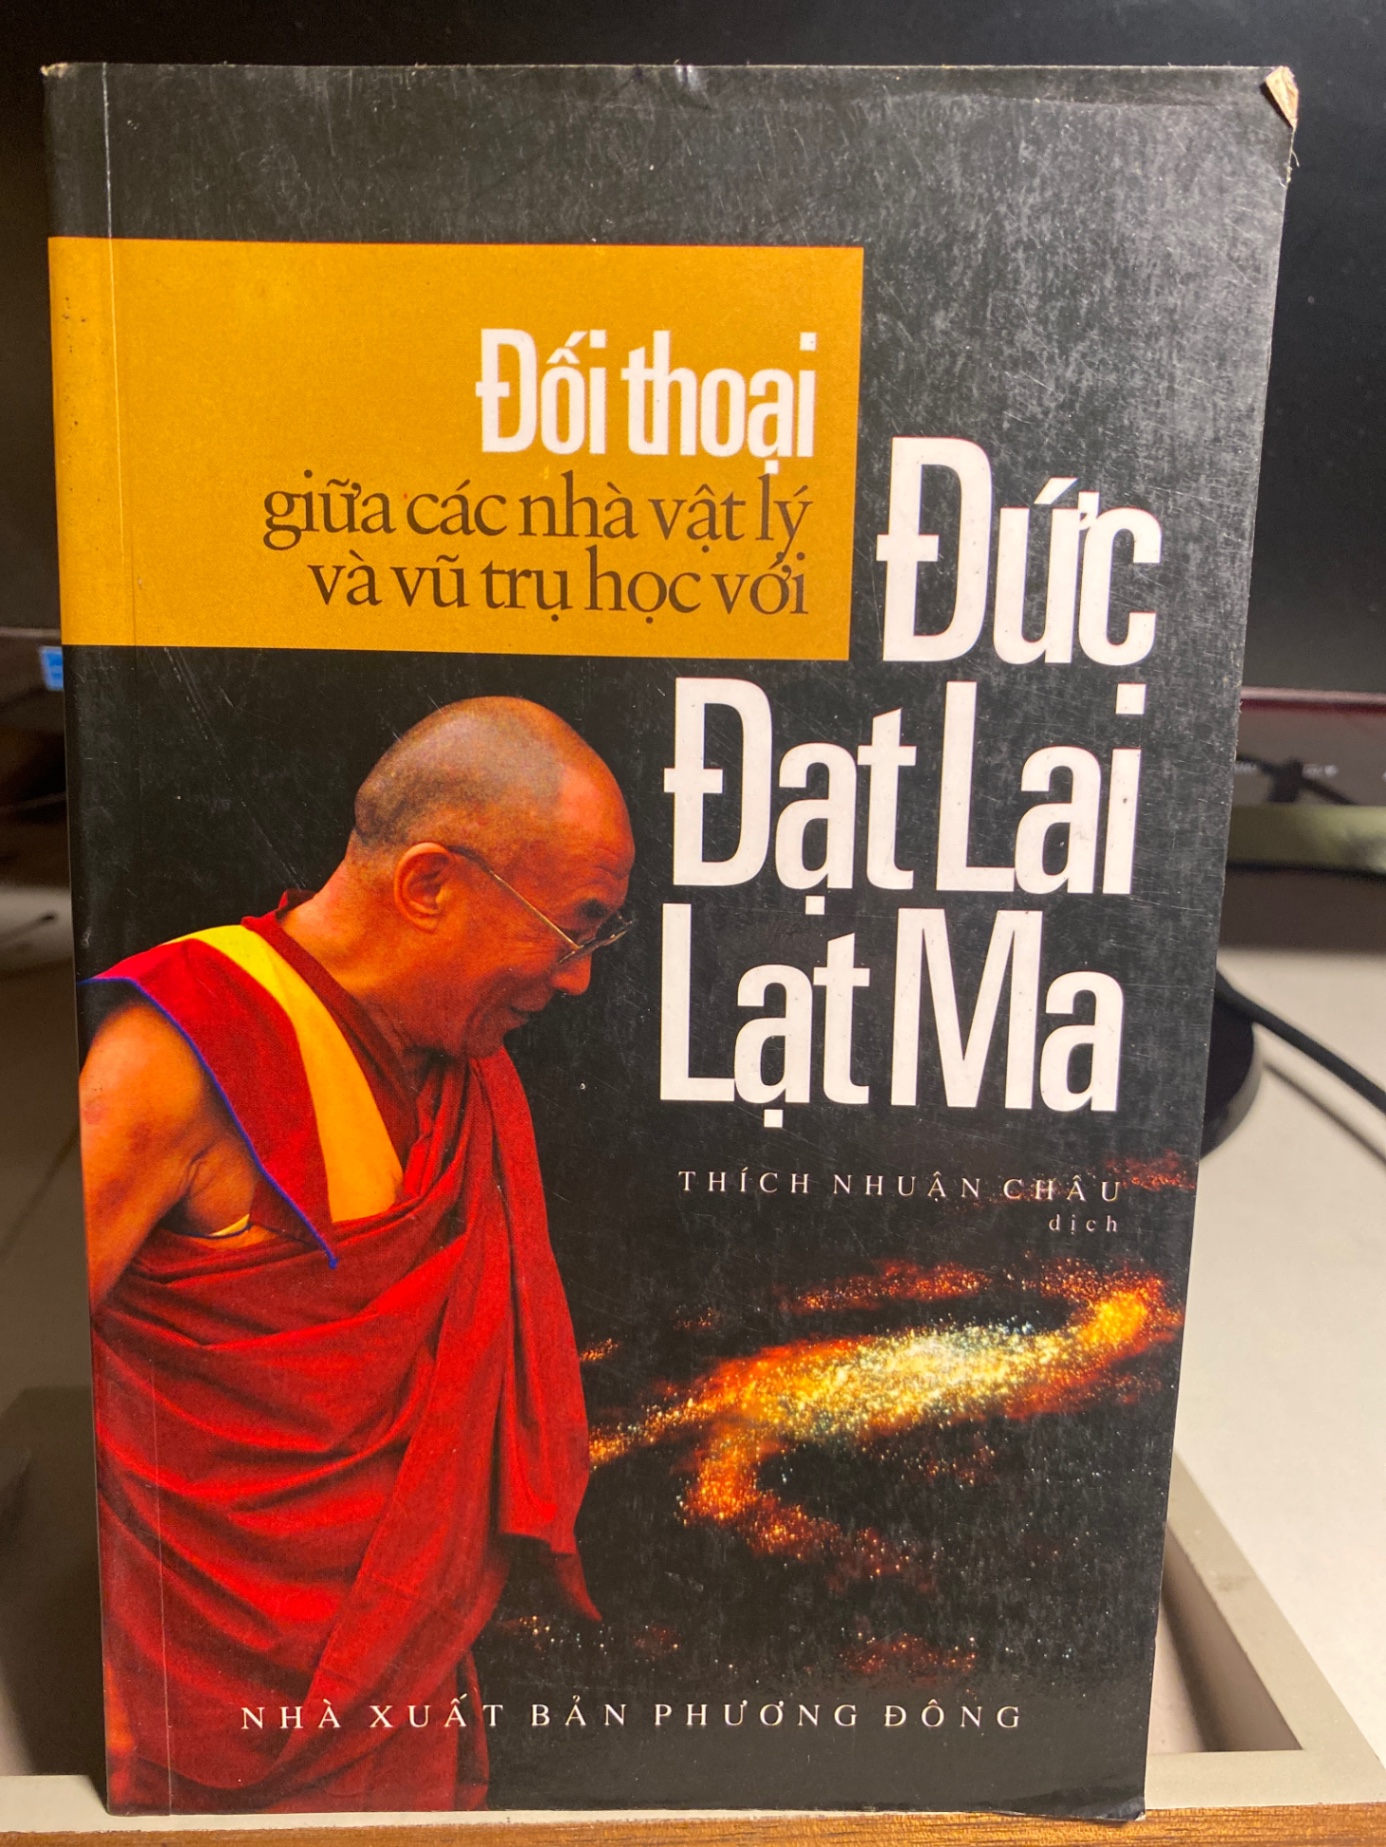 Đối thoại
giữa các nhà vật lý
và vũ trụ học với
Đức
Đạt Lai
Lạt Ma
THÍCH NHUẬN CHÂU
dịch
NHÀ XUẤT BẢN PHƯƠNG ĐÔNG